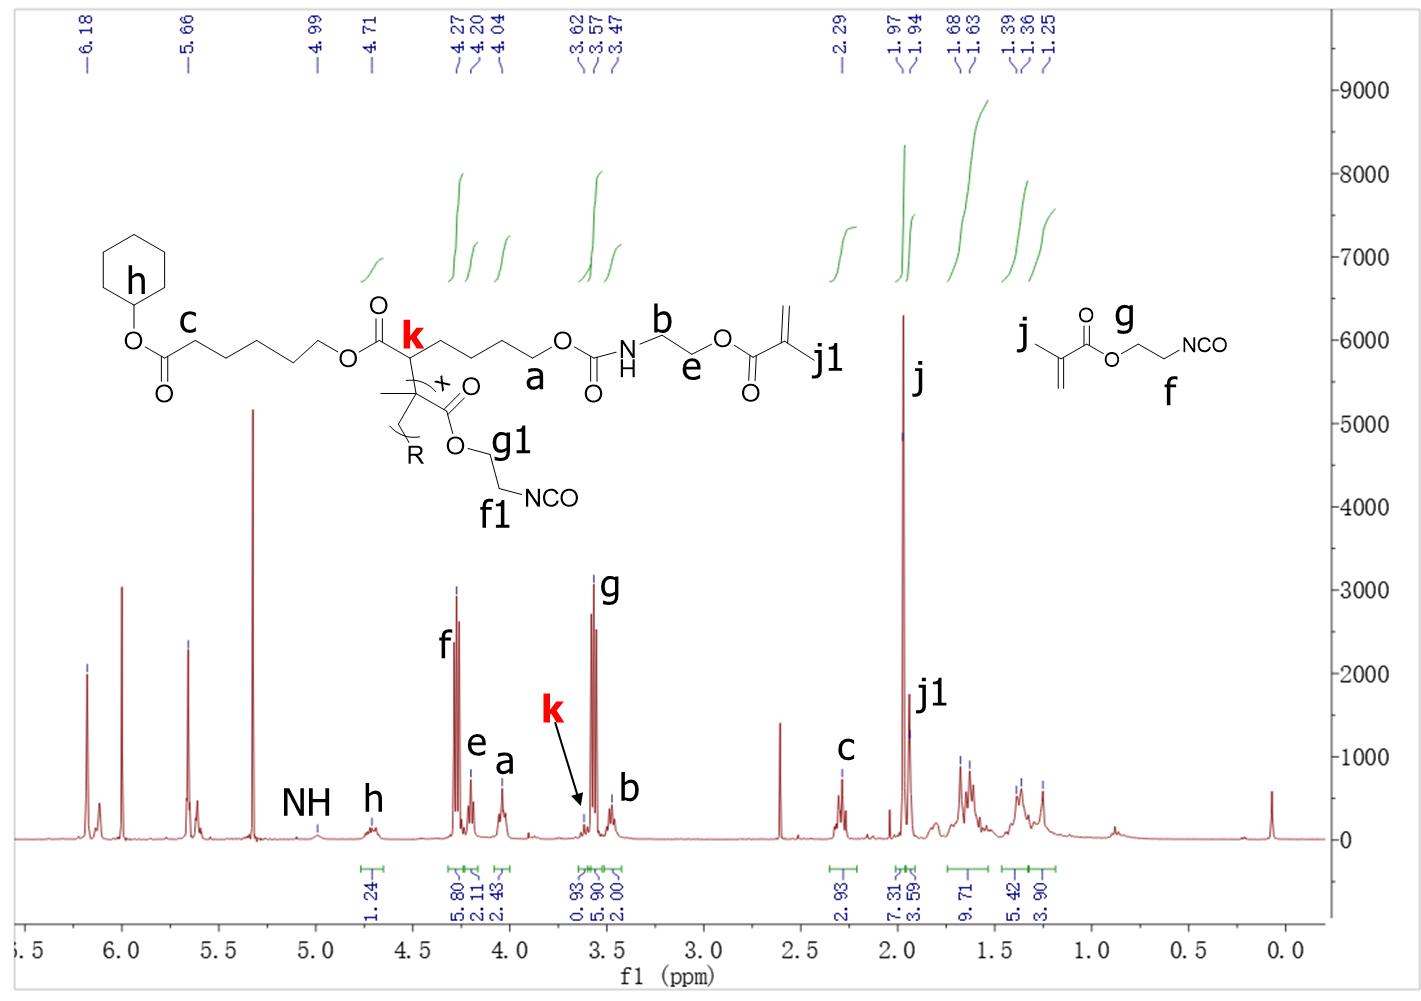 6.18 5.66 4.99 4.71 4.27 4.20 4.04 3.62 3.57 3.47 2.29 1.97 1.94 1.68 1.63 1.39 1.36 1.25
9000
8000
7000
6000
5000
4000
3000
2000
1000
0
h
O
c
O
O
O
k
x
O
O
a
O
O
N
H
b
e
O
O
j1
O
O
g1
R
f1
NCO
j
O
g
O
NCO
f
j
j1
g
f
k
e
a
b
c
NH
h
1.24 5.80 2.11 2.43 0.93 5.90 2.00 2.93 7.31 3.59 9.71 5.42 3.90
5.5 6.0 5.5 5.0 4.5 4.0 3.5 3.0 2.5 2.0 1.5 1.0 0.5 0.0
f1 (ppm)